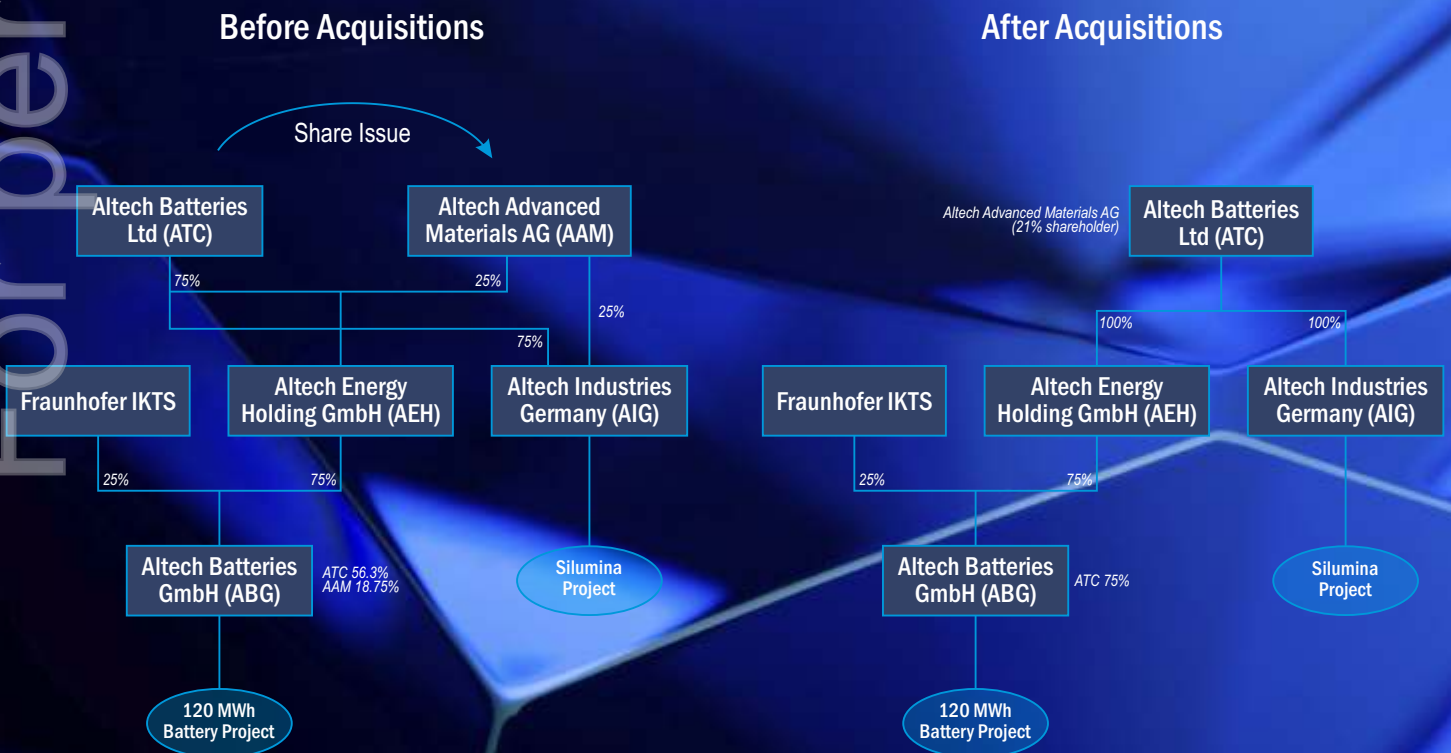 For per
Before Acquisitions
After Acquisitions
Share Issue
Altech Batteries
Ltd (ATC)
Altech Advanced
Materials AG (AAM)
75%
25%
25%
75%
Fraunhofer IKTS
Altech Energy
Holding GmbH (AEH)
Altech Industries
Germany (AIG)
25%
75%
Altech Batteries
GmbH (ABG)
ATC 56.3%
AAM 18.75%
Silumina
Project
120 MWh
Battery Project
Altech Advanced Materials AG
(21% shareholder)
Altech Batteries
Ltd (ATC)
100%
100%
Fraunhofer IKTS
Altech Energy
Holding GmbH (AEH)
Altech Industries
Germany (AIG)
25%
75%
Altech Batteries
GmbH (ABG)
ATC 75%
Silumina
Project
120 MWh
Battery Project